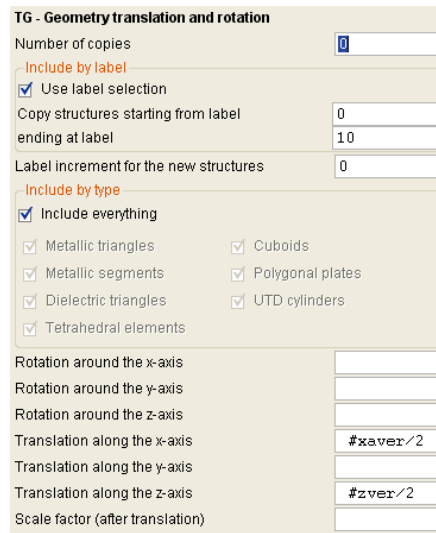 TG - Geometry translation and rotation
Number of copies 0
Include by label
Use label selection
Copy structures starting from label 0
ending at label 10
Label increment for the new structures 0
Include by type
Include everything
Metallic triangles Cuboids
Metallic segments Polygonal plates
Dielectric triangles UTD cylinders
Tetrahedral elements
Rotation around the x-axis
Rotation around the y-axis
Rotation around the z-axis
Translation along the x-axis #xaver/2
Translation along the y-axis
Translation along the z-axis #zver/2
Scale factor (after translation)